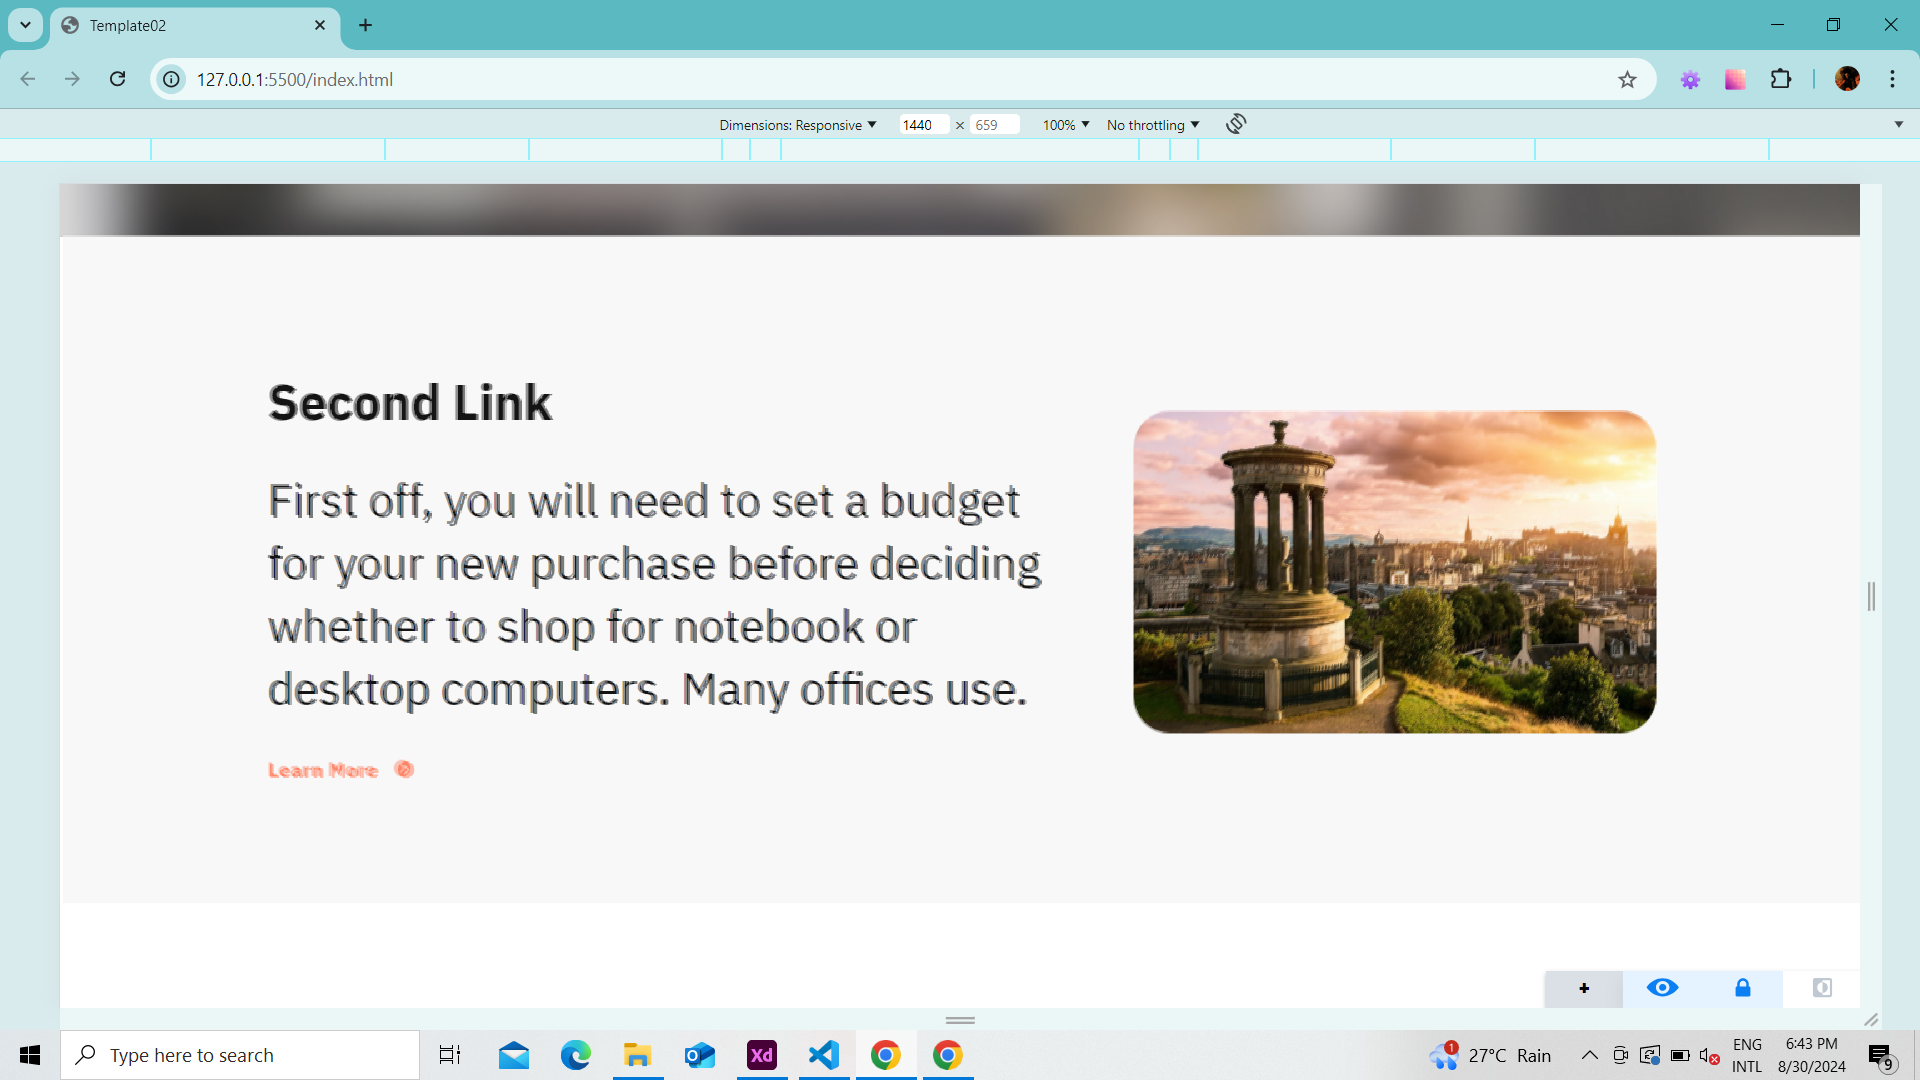 Template02
127.0.0.1:5500/index.html
Dimensions: Responsive 1440 × 659 100% No throttling
Second Link
First off, you will need to set a budget
for your new purchase before deciding
whether to shop for notebook or
desktop computers. Many offices use.
Learn More
+
Type here to search
Xd
1
27°C Rain
ENG
INTL
6:43 PM
8/30/2024
9